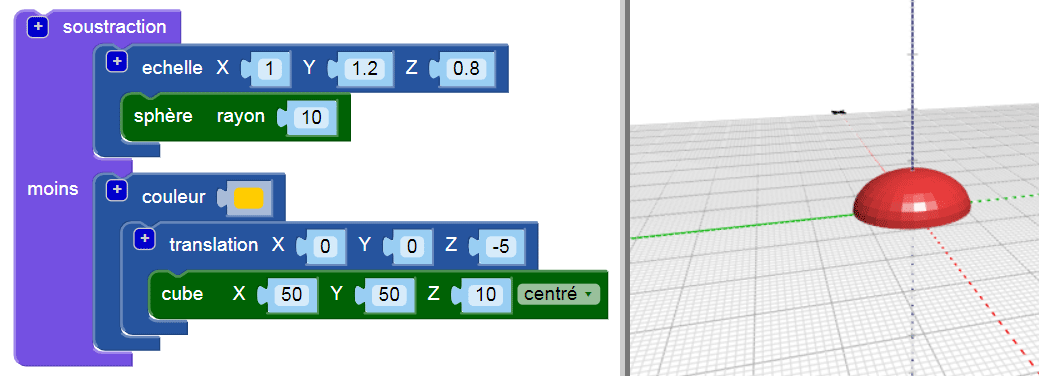 + soustraction
+ echelle X 1 Y 1.2 Z 0.8
sphère rayon 10
moins + couleur
+ translation X 0 Y 0 Z -5
cube X 50 Y 50 Z 10 centré